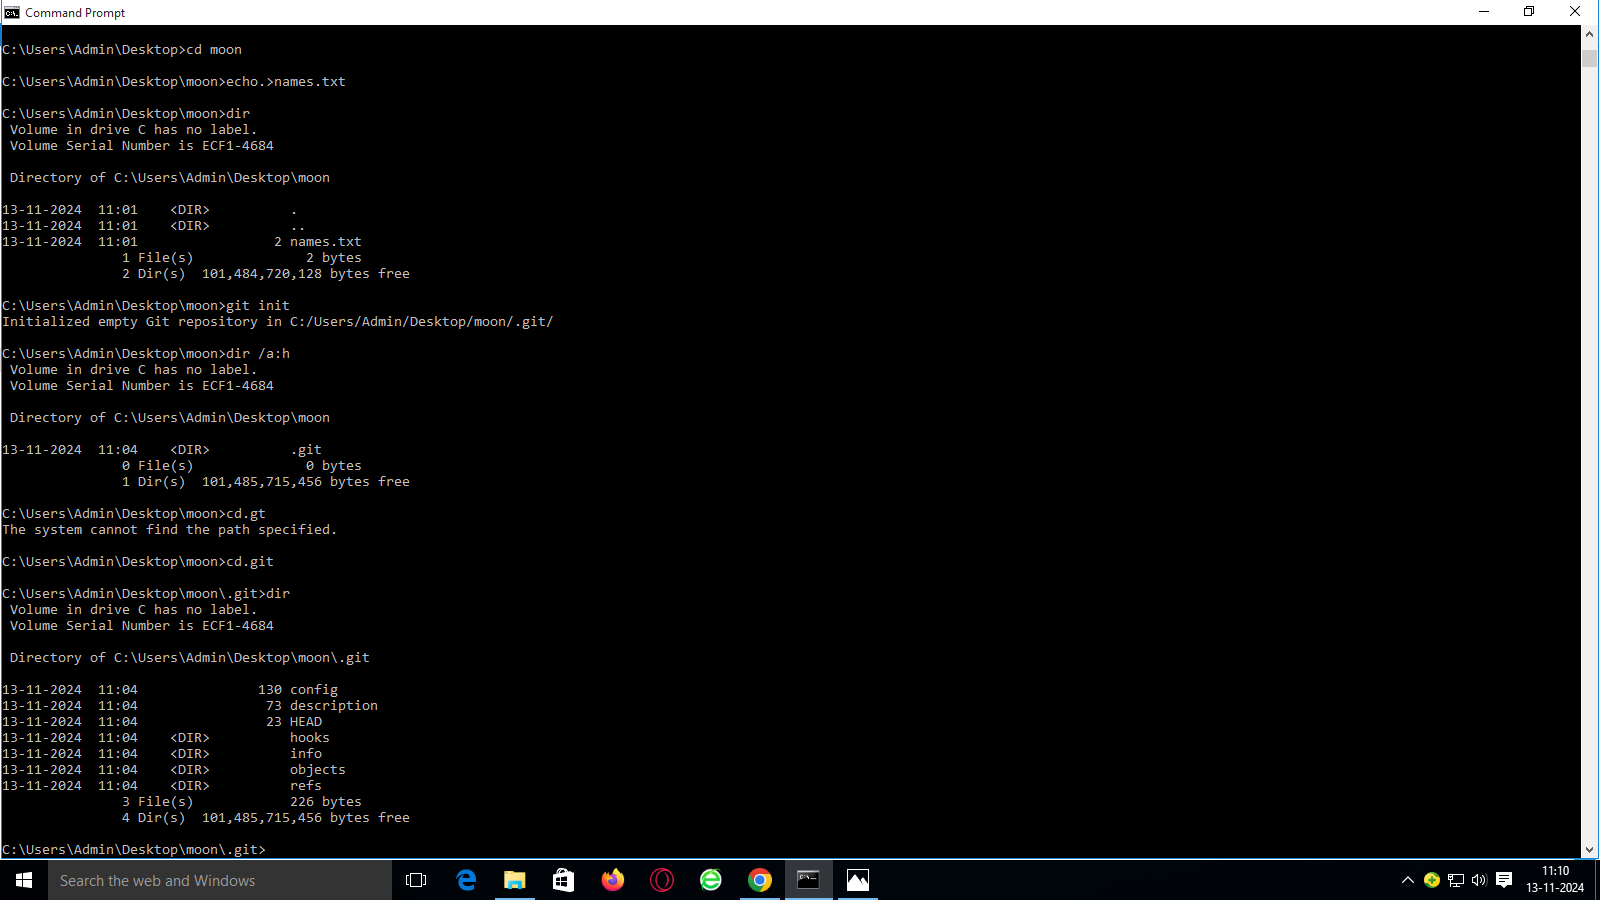 Command Prompt
C:\Users\Admin\Desktop>cd moon
C:\Users\Admin\Desktop\moon>echo.>names.txt
C:\Users\Admin\Desktop\moon>dir
Volume in drive C has no label.
Volume Serial Number is ECF1-4684
Directory of C:\Users\Admin\Desktop\moon
13-11-2024  11:01    <DIR>          .
13-11-2024  11:01    <DIR>          ..
13-11-2024  11:01                 2 names.txt
1 File(s)              2 bytes
2 Dir(s)  101,484,720,128 bytes free
C:\Users\Admin\Desktop\moon>git init
Initialized empty Git repository in C:/Users/Admin/Desktop/moon/.git/
C:\Users\Admin\Desktop\moon>dir /a:h
Volume in drive C has no label.
Volume Serial Number is ECF1-4684
Directory of C:\Users\Admin\Desktop\moon
13-11-2024  11:04    <DIR>          .git
0 File(s)              0 bytes
1 Dir(s)  101,485,715,456 bytes free
C:\Users\Admin\Desktop\moon>cd.gt
The system cannot find the path specified.
C:\Users\Admin\Desktop\moon>cd.git
C:\Users\Admin\Desktop\moon\.git>dir
Volume in drive C has no label.
Volume Serial Number is ECF1-4684
Directory of C:\Users\Admin\Desktop\moon\.git
13-11-2024  11:04               130 config
13-11-2024  11:04                73 description
13-11-2024  11:04                23 HEAD
13-11-2024  11:04    <DIR>          hooks
13-11-2024  11:04    <DIR>          info
13-11-2024  11:04    <DIR>          objects
13-11-2024  11:04    <DIR>          refs
3 File(s)            226 bytes
4 Dir(s)  101,485,715,456 bytes free
C:\Users\Admin\Desktop\moon\.git>
Search the web and Windows
11:10
13-11-2024